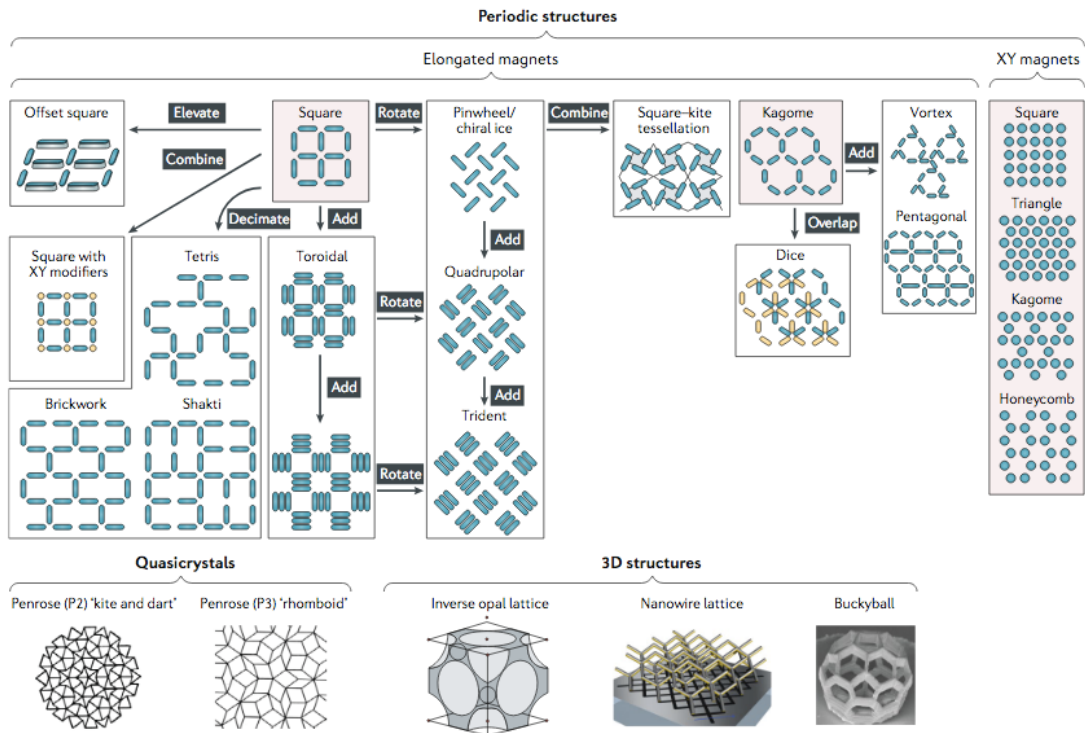 Periodic structures
Elongated magnets
XY magnets
Offset square
Elevate
Square
Rotate
Pinwheel/
chiral ice
Combine
Square–kite
tessellation
Kagome
Add
Vortex
Square
Combine
Decimate
Add
Add
Overlap
Pentagonal
Triangle
Square with
XY modifiers
Tetris
Toroidal
Rotate
Quadrupolar
Dice
Kagome
Add
Add
Brickwork
Shakti
Trident
Honeycomb
Rotate
Quasicrystals
3D structures
Penrose (P2) "kite and dart"
Penrose (P3) "rhomboid"
Inverse opal lattice
Nanowire lattice
Buckyball